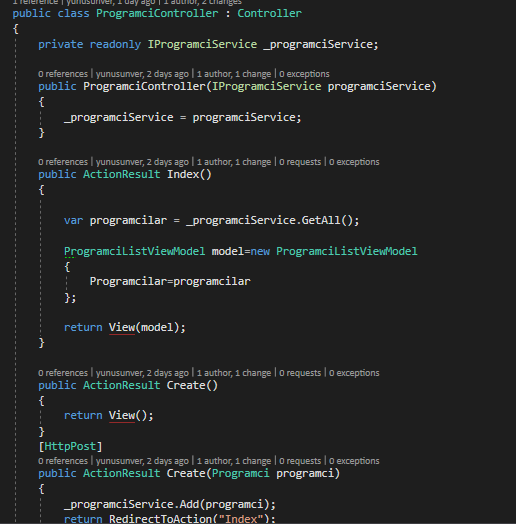 1 reference | yunusunver, 1 day ago | 1 author, 2 changes
public class ProgramciController : Controller
{
private readonly IProgramciService _programciService;
0 references | yunusunver, 2 days ago | 1 author, 1 change | 0 exceptions
public ProgramciController(IProgramciService programciService)
{
_programciService = programciService;
}
0 references | yunusunver, 2 days ago | 1 author, 1 change | 0 requests | 0 exceptions
public ActionResult Index()
{
var programcilar = _programciService.GetAll();
ProgramciListViewModel model=new ProgramciListViewModel
{
Programcilar=programcilar
};
return View(model);
}
0 references | yunusunver, 2 days ago | 1 author, 1 change | 0 requests | 0 exceptions
public ActionResult Create()
{
return View();
}
[HttpPost]
0 references | yunusunver, 2 days ago | 1 author, 1 change | 0 requests | 0 exceptions
public ActionResult Create(Programci programci)
{
_programciService.Add(programci);
return RedirectToAction("Index");